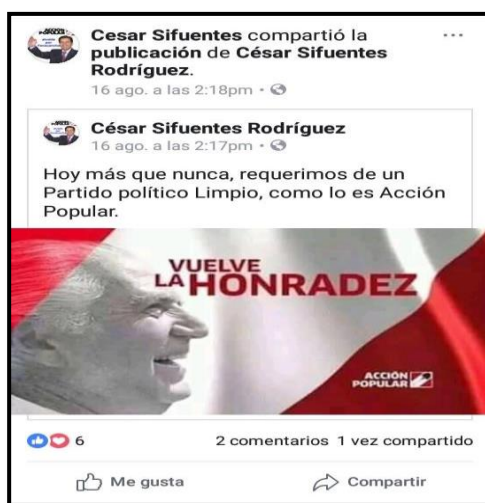 Cesar Sifuentes compartió la
publicación de César Sifuentes
Rodríguez.
16 ago. a las 2:18pm •
César Sifuentes Rodríguez
16 ago. a las 2:17pm •
Hoy más que nunca, requerimos de un
Partido político Limpio, como lo es Acción
Popular.
VUELVE
LA HONRADEZ
ACCIÓN
POPULAR
6
2 comentarios 1 vez compartido
Me gusta
Compartir